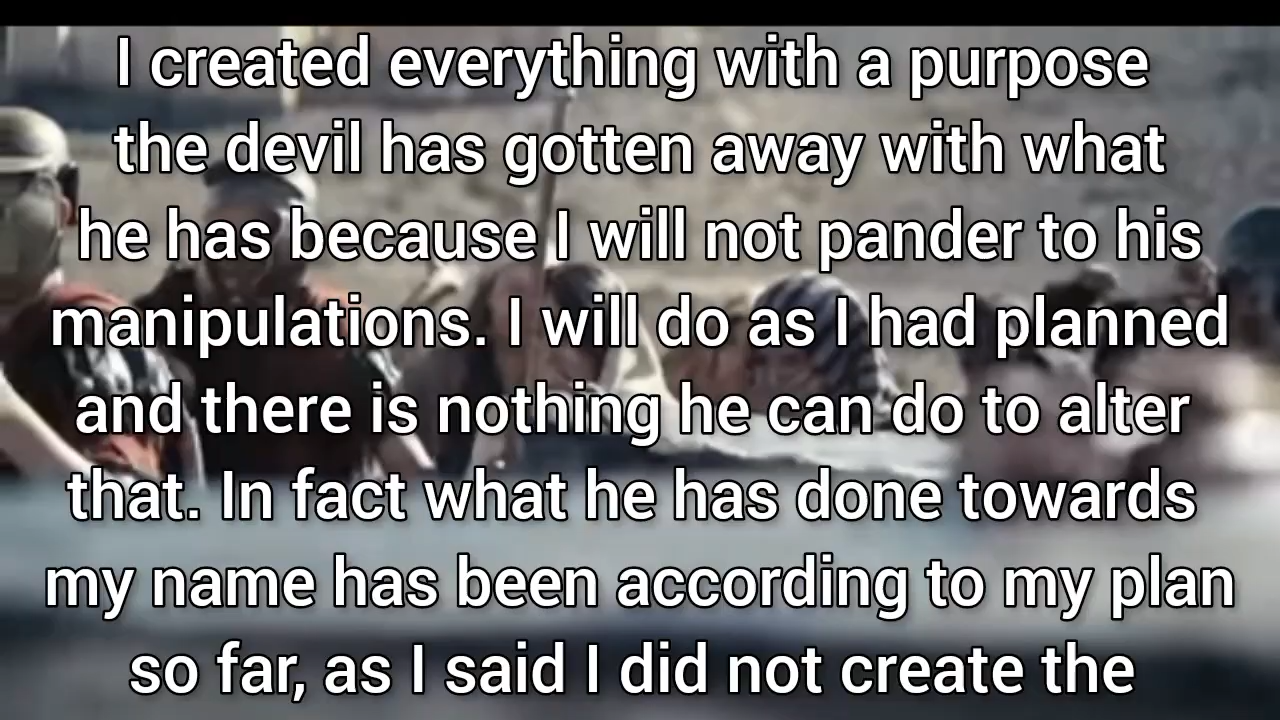 I created everything with a purpose
the devil has gotten away with what
he has because I will not pander to his
manipulations. I will do as I had planned
and there is nothing he can do to alter
that. In fact what he has done towards
my name has been according to my plan
so far, as I said I did not create the